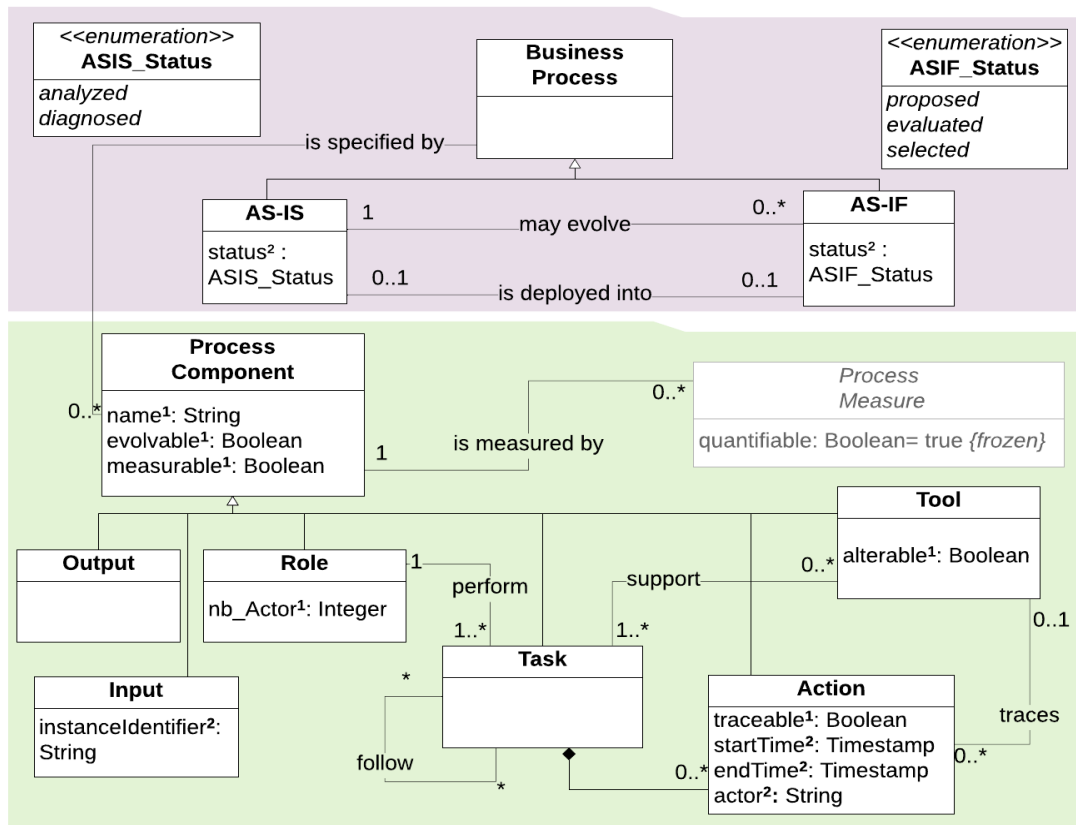 <<enumeration>>
ASIS_Status
analyzed
diagnosed
Business
Process
<<enumeration>>
ASIF_Status
proposed
evaluated
selected
is specified by
AS-IS
status² :
ASIS_Status
1
may evolve
0..*
0..1
is deployed into
0..1
AS-IF
status² :
ASIF_Status
Process
Component
0..*
name¹: String
evolvable¹: Boolean
measurable¹: Boolean
1
is measured by
0..*
Process
Measure
quantifiable: Boolean= true {frozen}
Tool
alterable¹: Boolean
Output
Role
nb_Actor¹: Integer
1
perform
1..*
support
0..*
1..*
0..1
Input
instanceIdentifier²:
String
Task
*
follow
*
0..*
Action
traceable¹: Boolean
startTime²: Timestamp
endTime²: Timestamp
actor²: String
traces
0..*